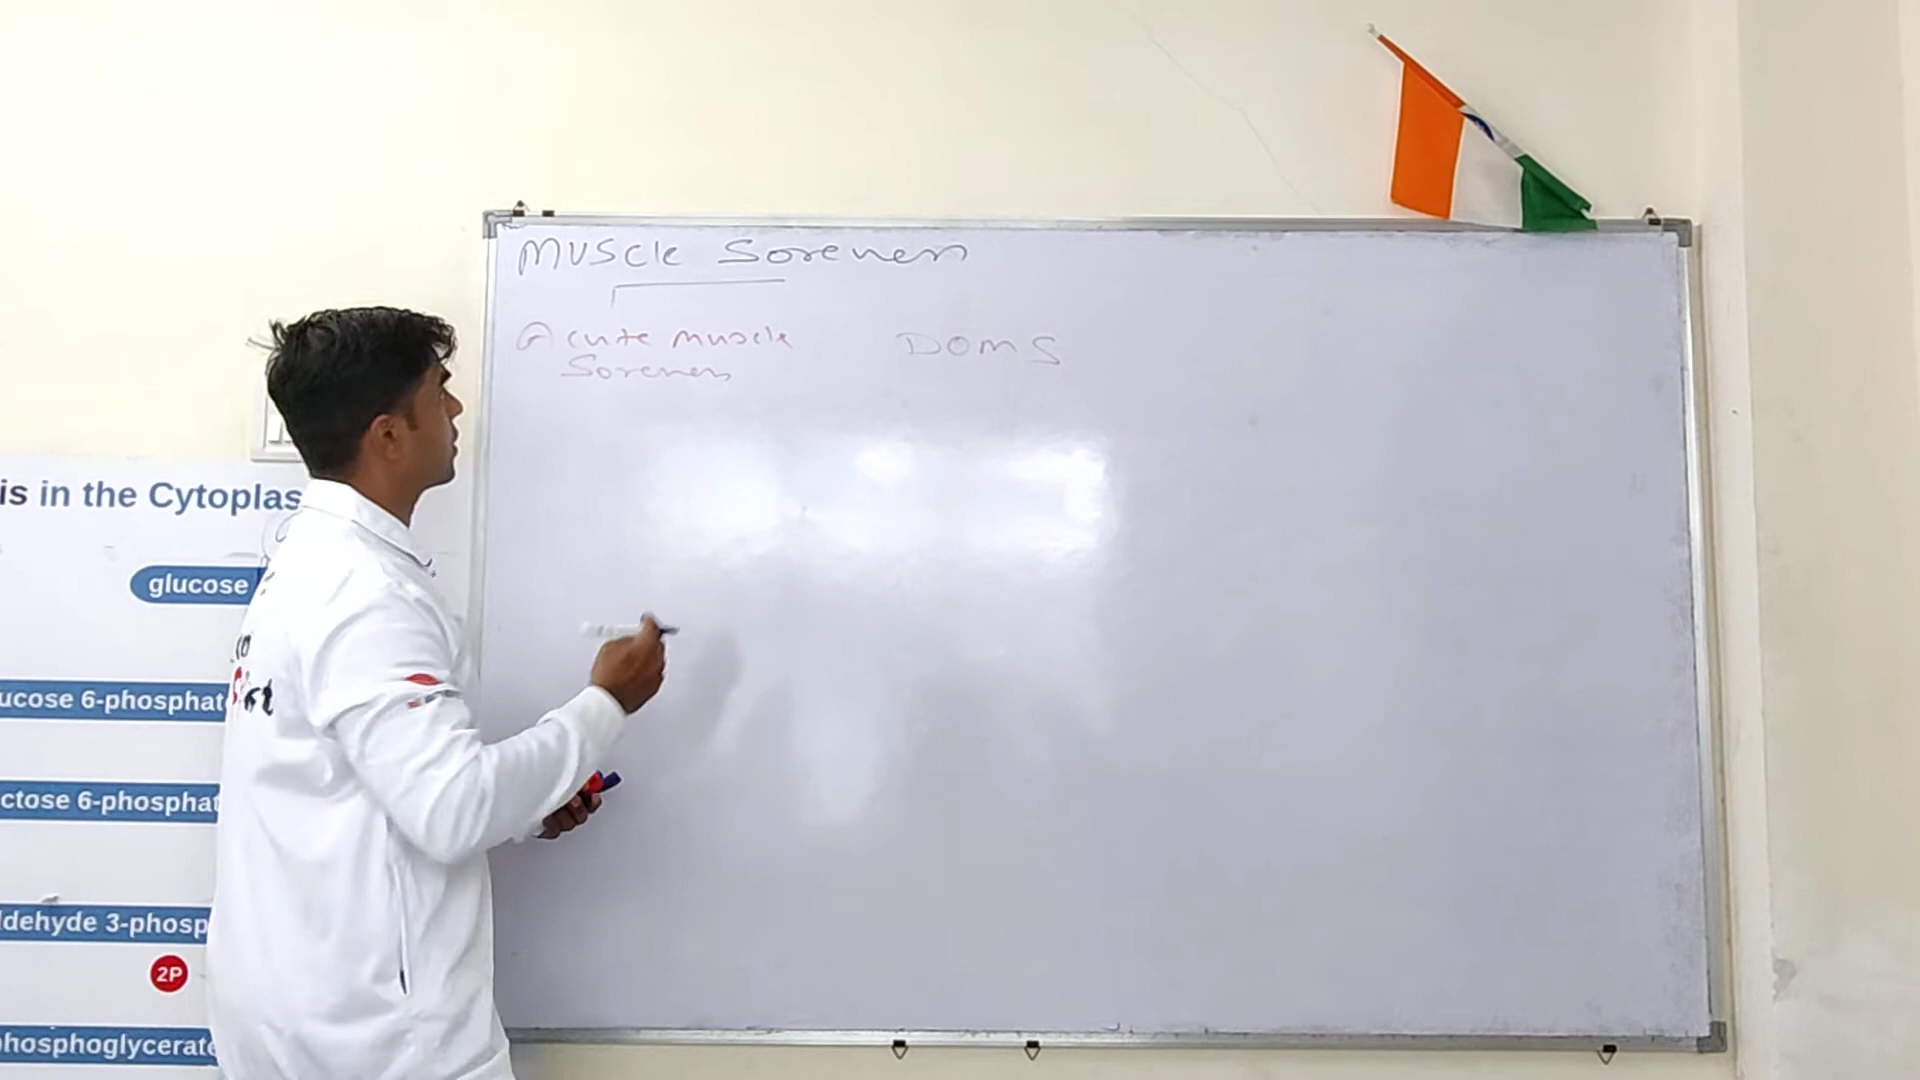 Muscle Soreness
Acute muscle
Soreness
DOMS
is in the Cytoplas
glucose
ucose 6-phosphat
ctose 6-phosphat
ldehyde 3-phosp
2P
phosphoglycerate